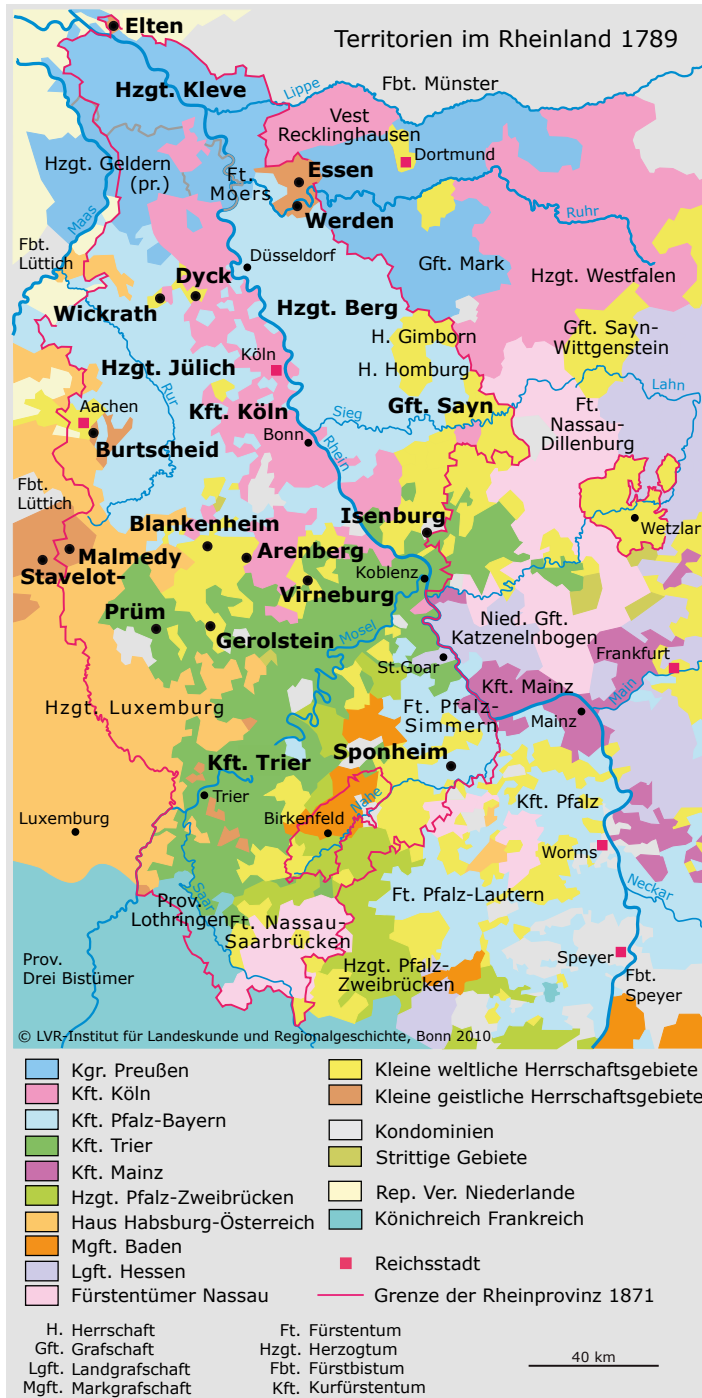 Territorien im Rheinland 1789
Elten
Hzgt. Kleve
Lippe
Fbt. Münster
Vest
Recklinghausen
Dortmund
Hzgt. Geldern
(pr.)
Ft.
Moers
Essen
Werden
Ruhr
Maas
Fbt.
Lüttich
Düsseldorf
Gft. Mark
Hzgt. Westfalen
Dyck
Wickrath
Hzgt. Berg
H. Gimborn
Gft. Sayn-
Wittgenstein
Hzgt. Jülich
Köln
H. Homburg
Rur
Kft. Köln
Gft. Sayn
Lahn
Aachen
Sieg
Ft.
Nassau-
Dillenburg
Burtscheid
Bonn
Rhein
Fbt.
Lüttich
Blankenheim
Isenburg
Wetzlar
Malmedy
Stavelot-
Arenberg
Koblenz
Virneburg
Prüm
Gerolstein
Mosel
Nied. Gft.
Katzenelnbogen
St.Goar
Frankfurt
Hzgt. Luxemburg
Kft. Mainz
Main
Ft. Pfalz-
Simmern
Mainz
Kft. Trier
Sponheim
Trier
Nahe
Kft. Pfalz
Luxemburg
Birkenfeld
Worms
Saar
Neckar
Prov.
Lothringen
Ft. Pfalz-Lautern
Ft. Nassau-
Saarbrücken
Prov.
Drei Bistümer
Hzgt. Pfalz-
Zweibrücken
Speyer
Fbt.
Speyer
© LVR-Institut für Landeskunde und Regionalgeschichte, Bonn 2010
Kgr. Preußen
Kft. Köln
Kft. Pfalz-Bayern
Kft. Trier
Kft. Mainz
Hzgt. Pfalz-Zweibrücken
Haus Habsburg-Österreich
Mgft. Baden
Lgft. Hessen
Fürstentümer Nassau
Kleine weltliche Herrschaftsgebiete
Kleine geistliche Herrschaftsgebiete
Kondominien
Strittige Gebiete
Rep. Ver. Niederlande
Könichreich Frankreich
Reichsstadt
Grenze der Rheinprovinz 1871
H. Herrschaft
Gft. Grafschaft
Lgft. Landgrafschaft
Mgft. Markgrafschaft
Ft. Fürstentum
Hzgt. Herzogtum
Fbt. Fürstbistum
Kft. Kurfürstentum
40 km